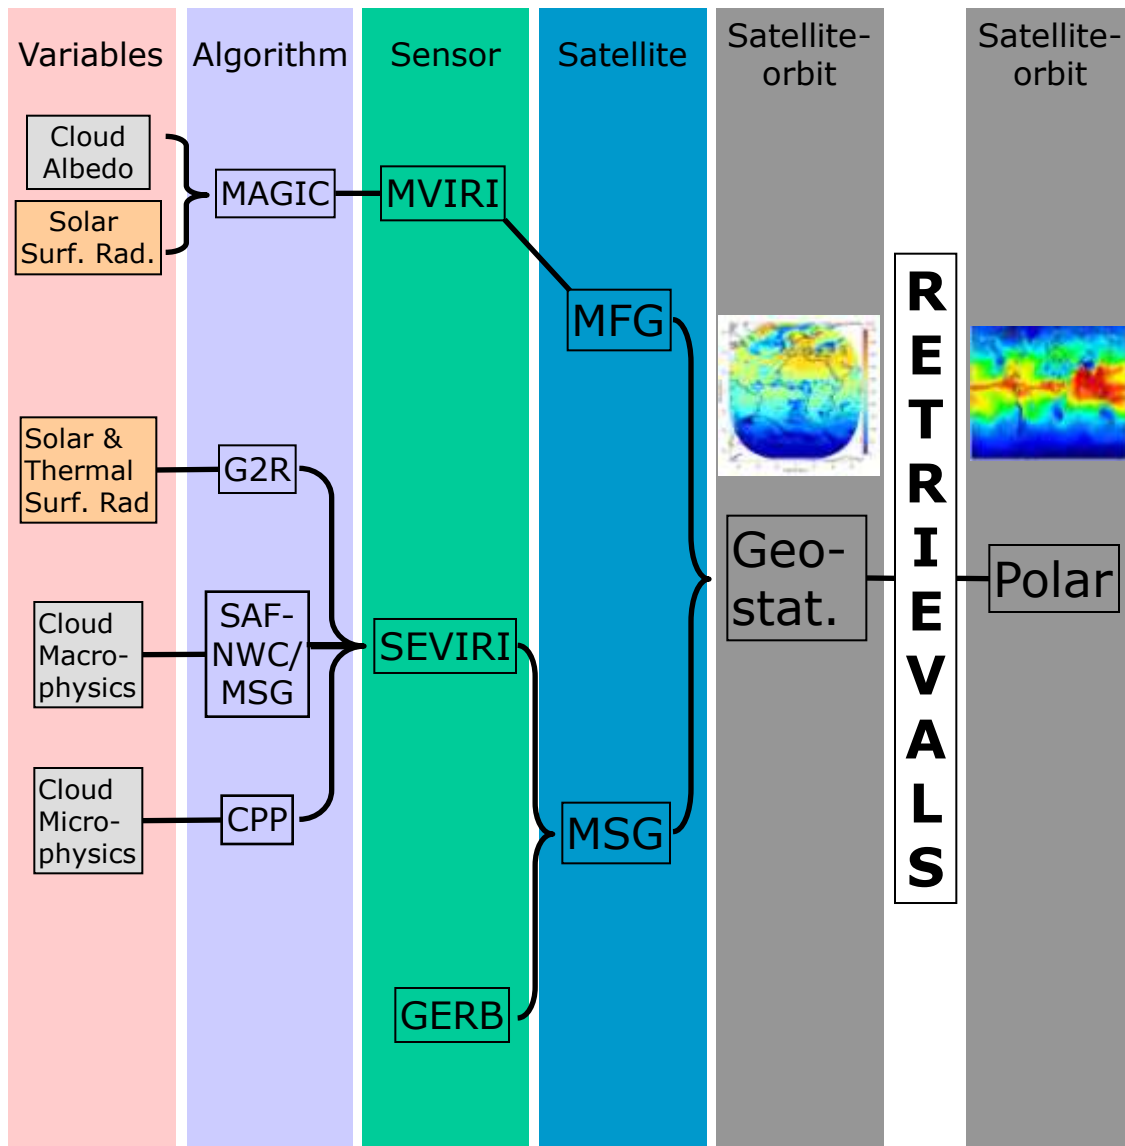 Variables
Algorithm
Sensor
Satellite
Satellite-
orbit
Satellite-
orbit
Cloud
Albedo
Solar
Surf. Rad.
MAGIC
MVIRI
MFG
Solar &
Thermal
Surf. Rad
G2R
Cloud
Macro-
physics
SAF-
NWC/
MSG
SEVIRI
Cloud
Micro-
physics
CPP
MSG
GERB
Geo-
stat.
R
E
T
R
I
E
V
A
L
S
Polar